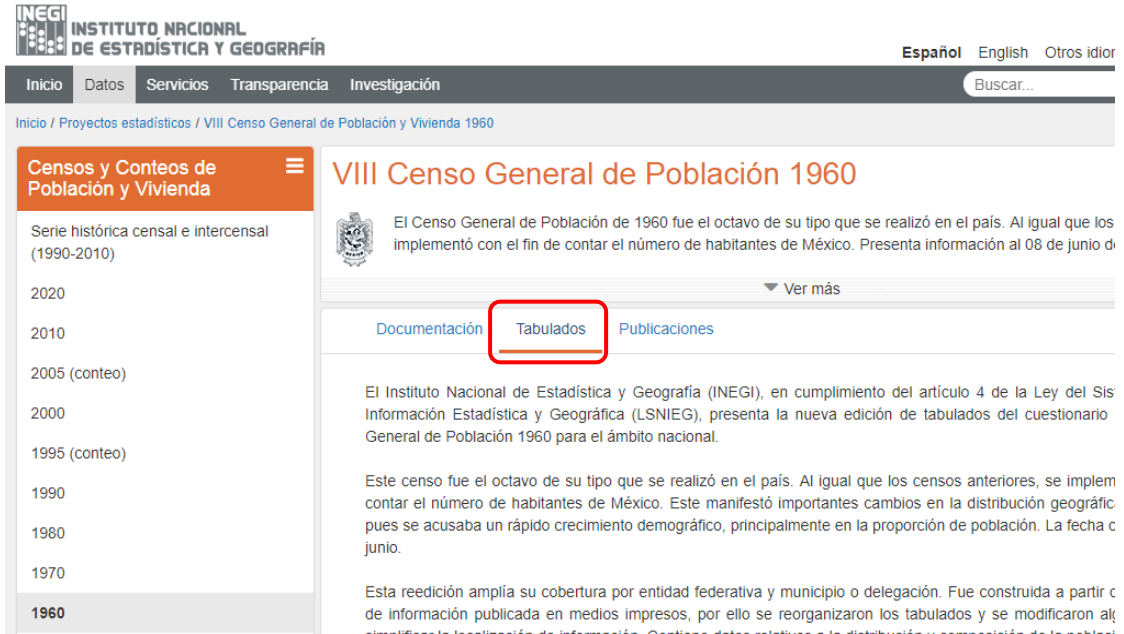 INEGI
INSTITUTO NACIONAL
DE ESTADÍSTICA Y GEOGRAFÍA
Español English Otros idior
Inicio Datos Servicios Transparencia Investigación
Buscar...
Inicio / Proyectos estadísticos / VIII Censo General de Población y Vivienda 1960
Censos y Conteos de
Población y Vivienda
Serie histórica censal e intercensal
(1990-2010)
2020
2010
2005 (conteo)
2000
1995 (conteo)
1990
1980
1970
1960
VIII Censo General de Población 1960
El Censo General de Población de 1960 fue el octavo de su tipo que se realizó en el país. Al igual que los
implementó con el fin de contar el número de habitantes de México. Presenta información al 08 de junio de
Ver más
Documentación Tabulados Publicaciones
El Instituto Nacional de Estadística y Geografía (INEGI), en cumplimiento del artículo 4 de la Ley del Sis
Información Estadística y Geográfica (LSNIEG), presenta la nueva edición de tabulados del cuestionario
General de Población 1960 para el ámbito nacional.
Este censo fue el octavo de su tipo que se realizó en el país. Al igual que los censos anteriores, se implem
contar el número de habitantes de México. Este manifestó importantes cambios en la distribución geográfic
pues se acusaba un rápido crecimiento demográfico, principalmente en la proporción de población. La fecha
junio.
Esta reedición amplía su cobertura por entidad federativa y municipio o delegación. Fue construida a partir
de información publicada en medios impresos, por ello se reorganizaron los tabulados y se modificaron alg